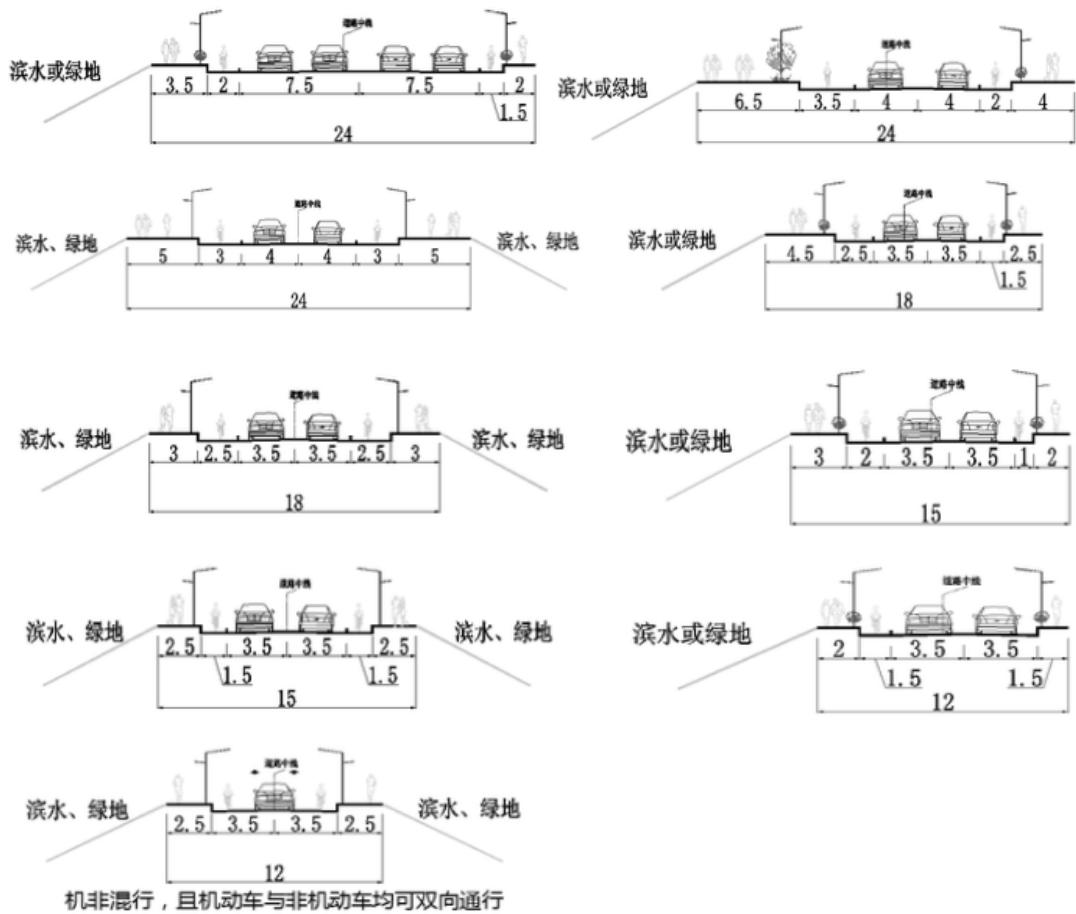 道路中线
滨水或绿地
3.5 2 7.5 7.5 2
1.5
24
道路中线
滨水或绿地
6.5 3.5 4 4 2 4
24
道路中线
滨水、绿地 滨水、绿地
5 3 4 4 3 5
24
道路中线
滨水或绿地
4.5 2.5 3.5 3.5 2.5
1.5
18
道路中线
滨水、绿地 滨水、绿地
3 2.5 3.5 3.5 2.5 3
18
道路中线
滨水或绿地
3 2 3.5 3.5 1 2
15
道路中线
滨水、绿地 滨水、绿地
2.5 3.5 3.5 2.5
1.5 1.5
15
道路中线
滨水或绿地
2 3.5 3.5
1.5 1.5
12
道路中线
滨水、绿地 滨水、绿地
2.5 3.5 3.5 2.5
12
机非混行，且机动车与非机动车均可双向通行